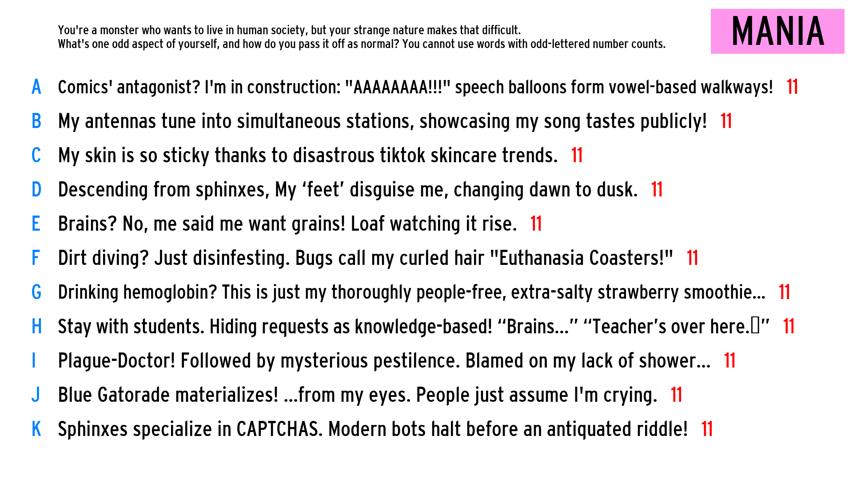 You're a monster who wants to live in human society, but your strange nature makes that difficult.
What's one odd aspect of yourself, and how do you pass it off as normal? You cannot use words with odd-lettered number counts.
MANIA
A Comics' antagonist? I'm in construction: "AAAAAAAA!!!" speech balloons form vowel-based walkways! 11
B My antennas tune into simultaneous stations, showcasing my song tastes publicly! 11
C My skin is so sticky thanks to disastrous tiktok skincare trends. 11
D Descending from sphinxes, My ‘feet’ disguise me, changing dawn to dusk. 11
E Brains? No, me said me want grains! Loaf watching it rise. 11
F Dirt diving? Just disinfesting. Bugs call my curled hair "Euthanasia Coasters!" 11
G Drinking hemoglobin? This is just my thoroughly people-free, extra-salty strawberry smoothie... 11
H Stay with students. Hiding requests as knowledge-based! “Brains...” “Teacher’s over here.” 11
I Plague-Doctor! Followed by mysterious pestilence. Blamed on my lack of shower... 11
J Blue Gatorade materializes! ...from my eyes. People just assume I'm crying. 11
K Sphinxes specialize in CAPTCHAS. Modern bots halt before an antiquated riddle! 11